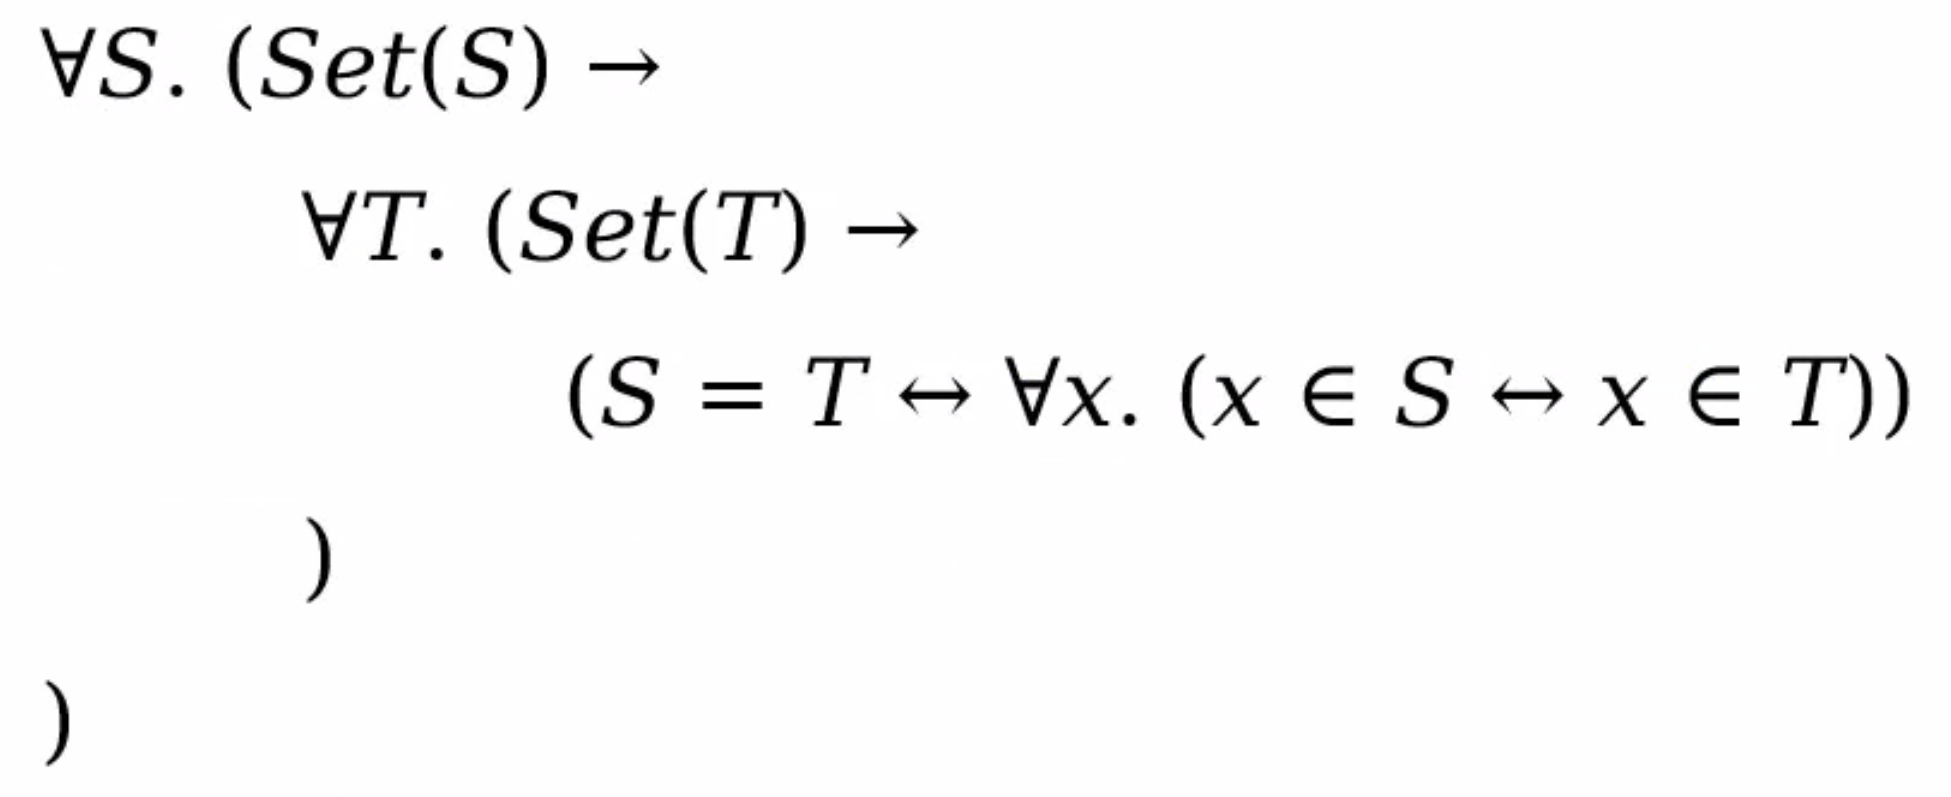 ∀S. (Set(S) →
∀T. (Set(T) →
(S = T ↔ ∀x. (x ∈ S ↔ x ∈ T))
)
)